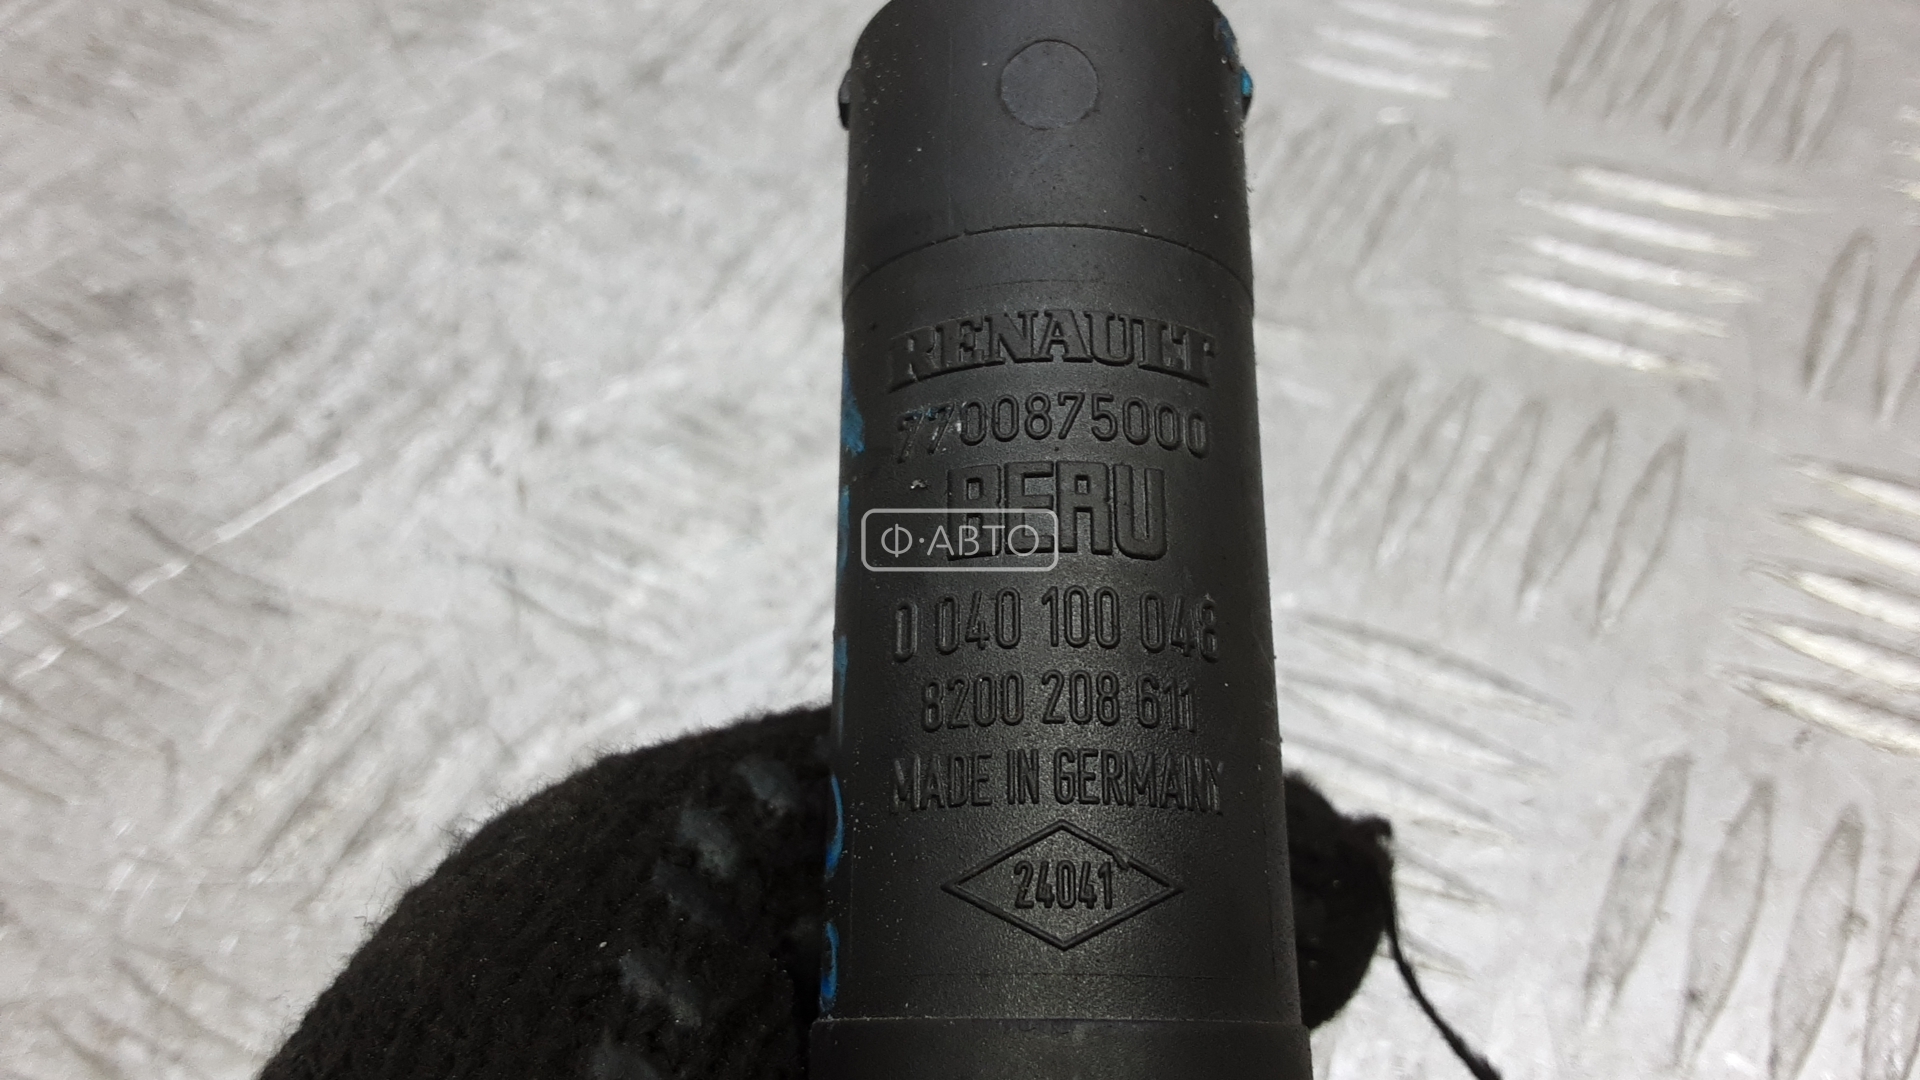 RENAULT
7700875000
BERU
Ф·АВТО
0 040 100 048
8200 208 611
MADE IN GERMANY
24041